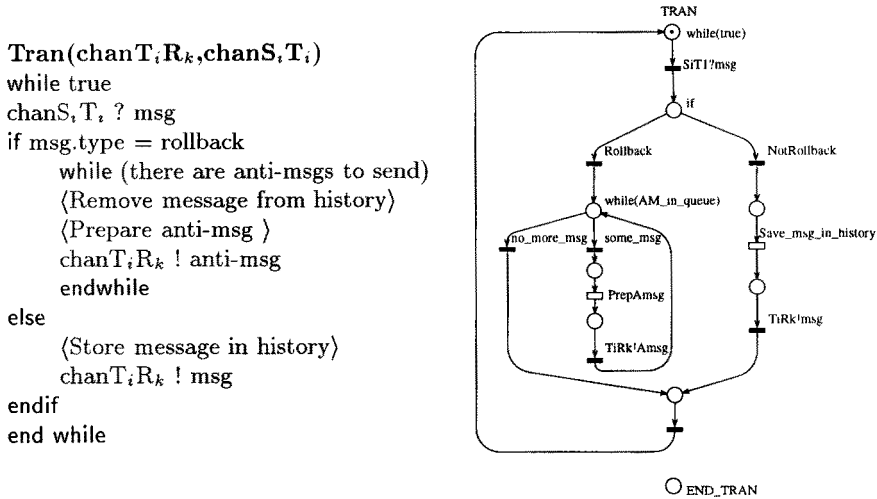 Tran(chanTᵢRₖ,chanSᵢTᵢ)
while true
chanSᵢTᵢ ? msg
if msg.type = rollback
while (there are anti-msgs to send)
⟨Remove message from history⟩
⟨Prepare anti-msg ⟩
chanTᵢRₖ ! anti-msg
endwhile
else
⟨Store message in history⟩
chanTᵢRₖ ! msg
endif
end while
TRAN
while(true)
SiT1?msg
if
Rollback
NotRollback
while(AM_in_queue)
no_more_msg
some_msg
Save_msg_in_history
PrepAmsg
TiRk!msg
TiRk!Amsg
END_TRAN